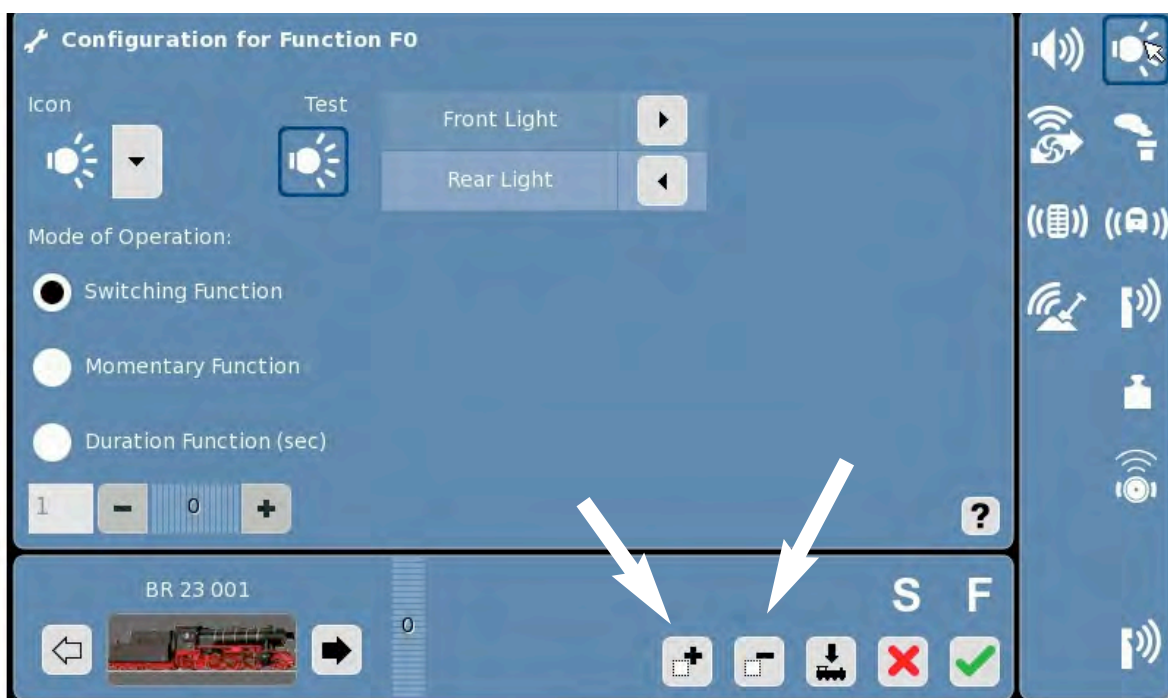 Configuration for Function F0
Icon
Test
Front Light
Rear Light
Mode of Operation:
Switching Function
Momentary Function
Duration Function (sec)
1 - 0 +
?
BR 23 001
0
S F